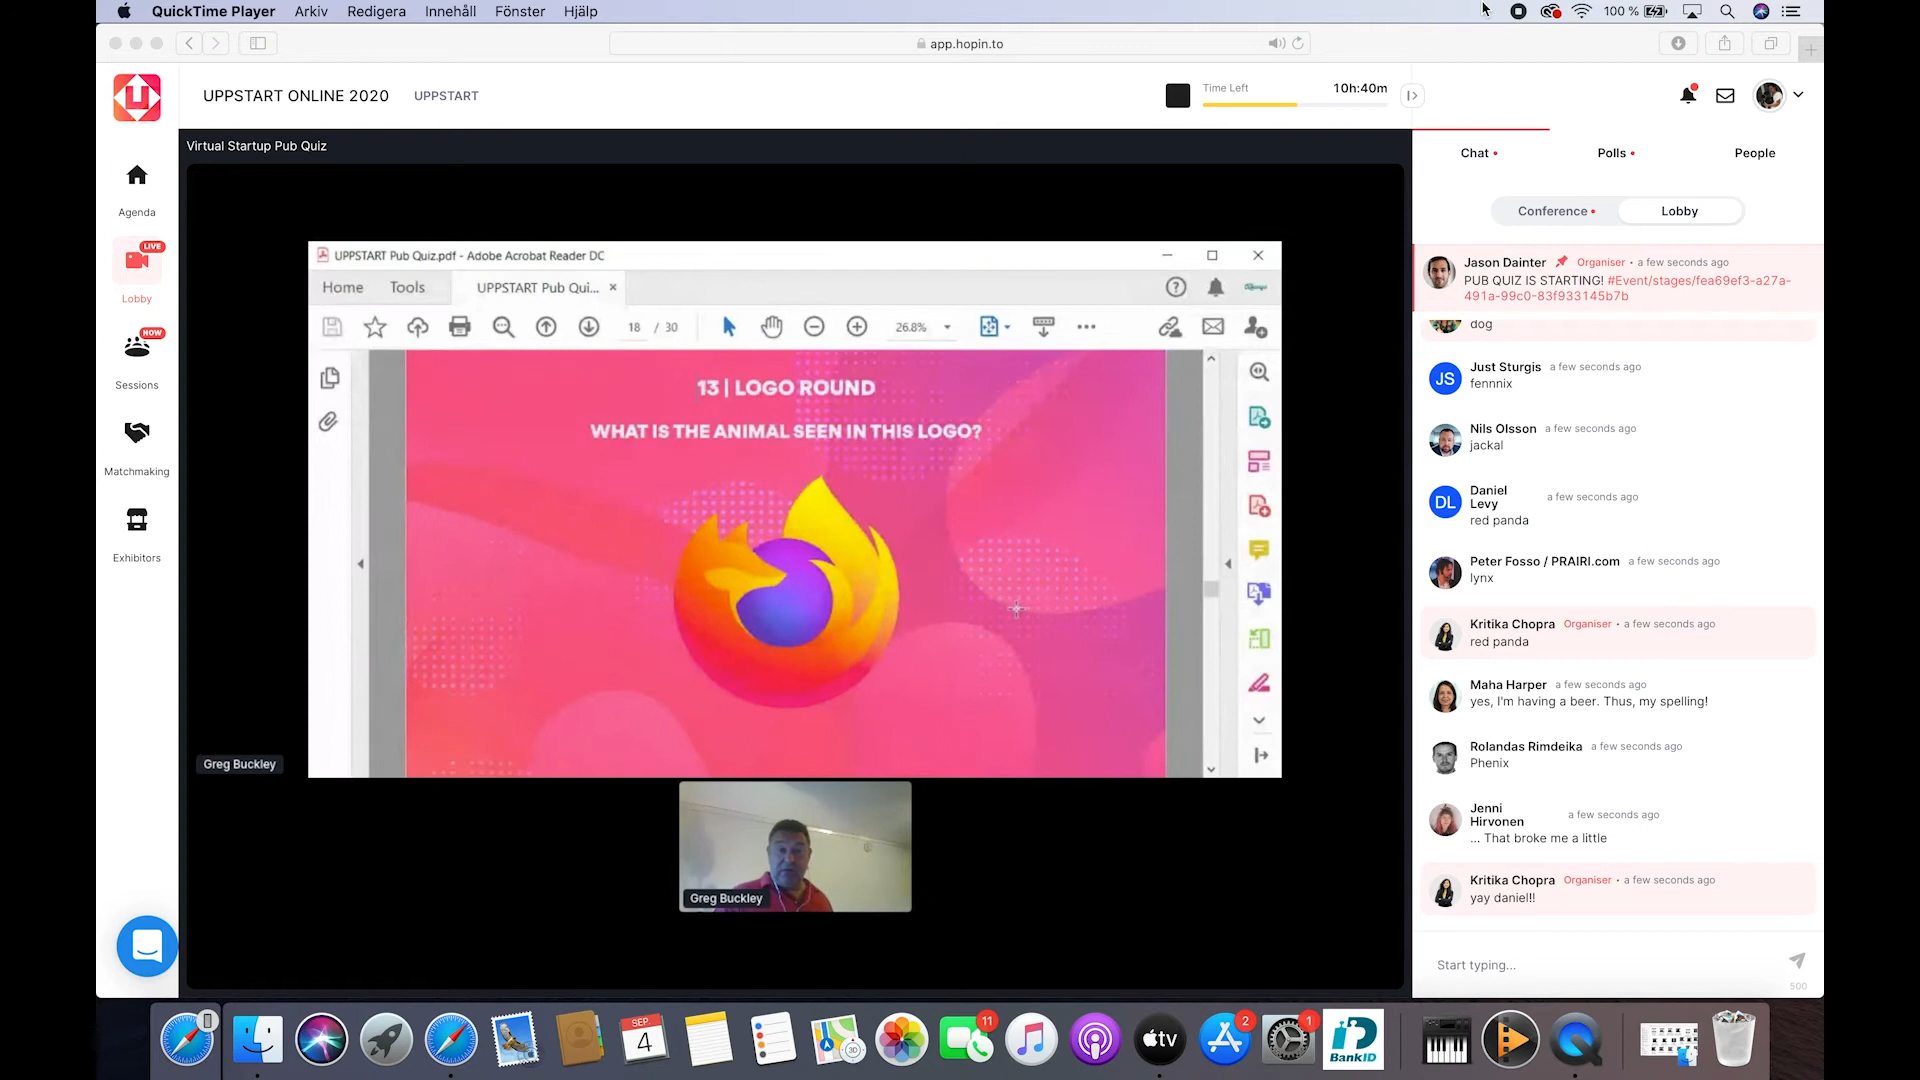 QuickTime Player Arkiv Redigera Innehåll Fönster Hjälp
100 %
app.hopin.to
UPPSTART ONLINE 2020 UPPSTART
Time Left 10h:40m
Virtual Startup Pub Quiz
Agenda
LIVE
Lobby
NOW
Sessions
Matchmaking
Exhibitors
UPPSTART Pub Quiz.pdf - Adobe Acrobat Reader DC
Home Tools UPPSTART Pub Qui...
18 / 30 26.8%
13 | LOGO ROUND
WHAT IS THE ANIMAL SEEN IN THIS LOGO?
Greg Buckley
Greg Buckley
Chat Polls People
Conference Lobby
Jason Dainter Organiser • a few seconds ago
PUB QUIZ IS STARTING! #Event/stages/fea69ef3-a27a-
491a-99c0-83f933145b7b
dog
JS
Just Sturgis a few seconds ago
fennnix
Nils Olsson a few seconds ago
jackal
DL
Daniel
Levy a few seconds ago
red panda
Peter Fosso / PRAIRI.com a few seconds ago
lynx
Kritika Chopra Organiser • a few seconds ago
red panda
Maha Harper a few seconds ago
yes, I'm having a beer. Thus, my spelling!
Rolandas Rimdeika a few seconds ago
Phenix
Jenni
Hirvonen a few seconds ago
... That broke me a little
Kritika Chopra Organiser • a few seconds ago
yay daniel!!
Start typing...
500
SEP.
4
11
tv
2
1
BankID